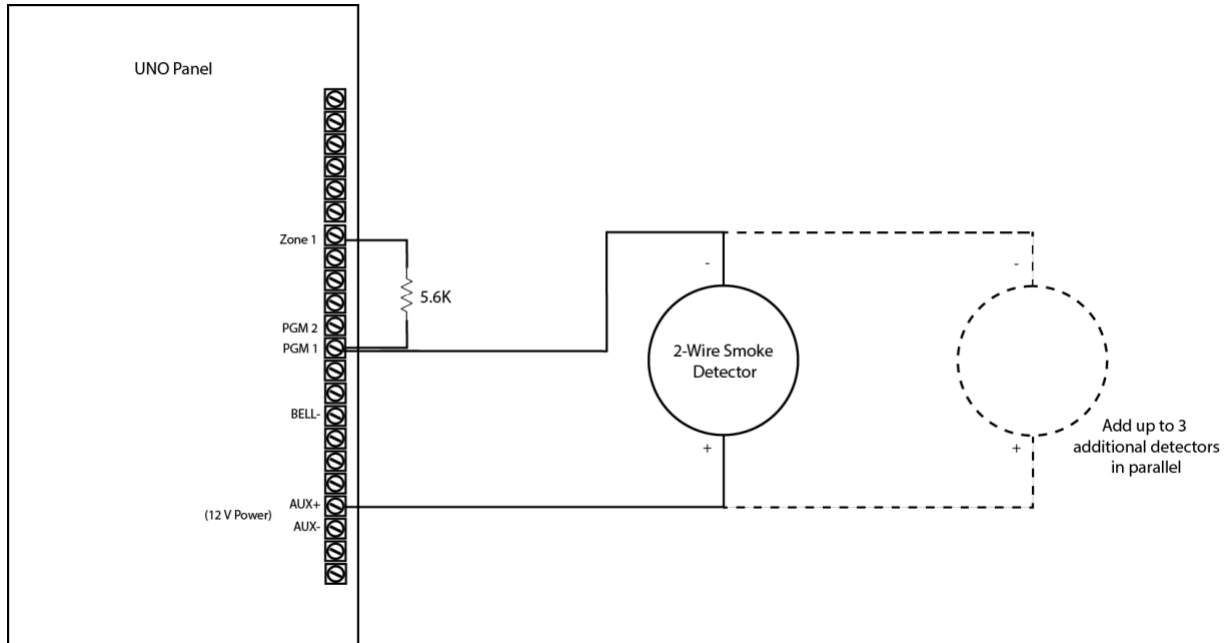 UNO Panel
Zone 1
5.6K
PGM 2
PGM 1
BELL-
AUX+
(12 V Power)
AUX-
-
2-Wire Smoke
Detector
+
-
+
Add up to 3
additional detectors
in parallel